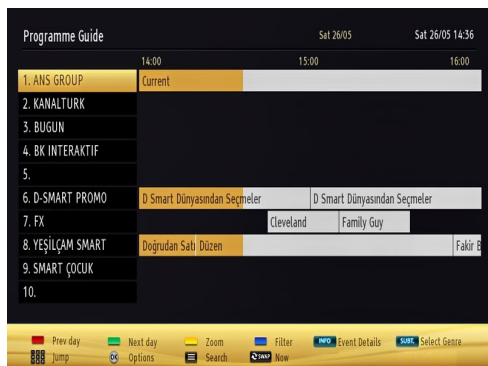 Programme Guide Sat 26/05 Sat 26/05 14:36
14:00 15:00 16:00
1. ANS GROUP Current
2. KANALTURK
3. BUGUN
4. BK INTERAKTIF
5.
6. D-SMART PROMO D Smart Dünyasından Seçmeler D Smart Dünyasından Seçmeler
7. FX Cleveland Family Guy
8. YEŞİLÇAM SMART Doğrudan Satı Düzen Fakir B
9. SMART ÇOCUK
10.
Prev day Next day Zoom Filter INFO Event Details SUBT. Select Genre
Jump OK Options Search SWAP Now